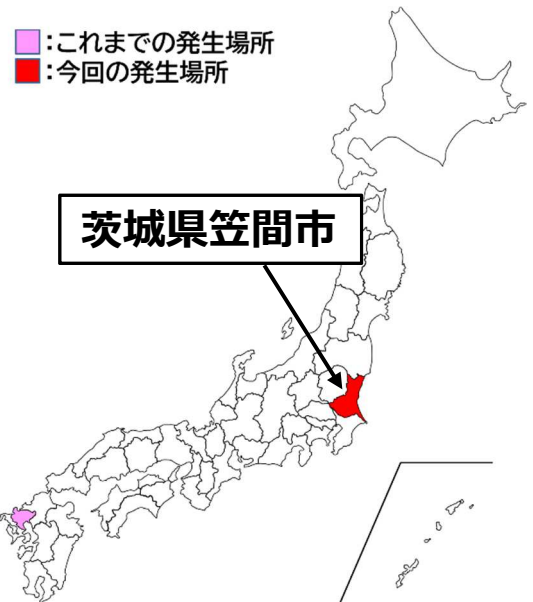 ：これまでの発生場所
：今回の発生場所
茨城県笠間市